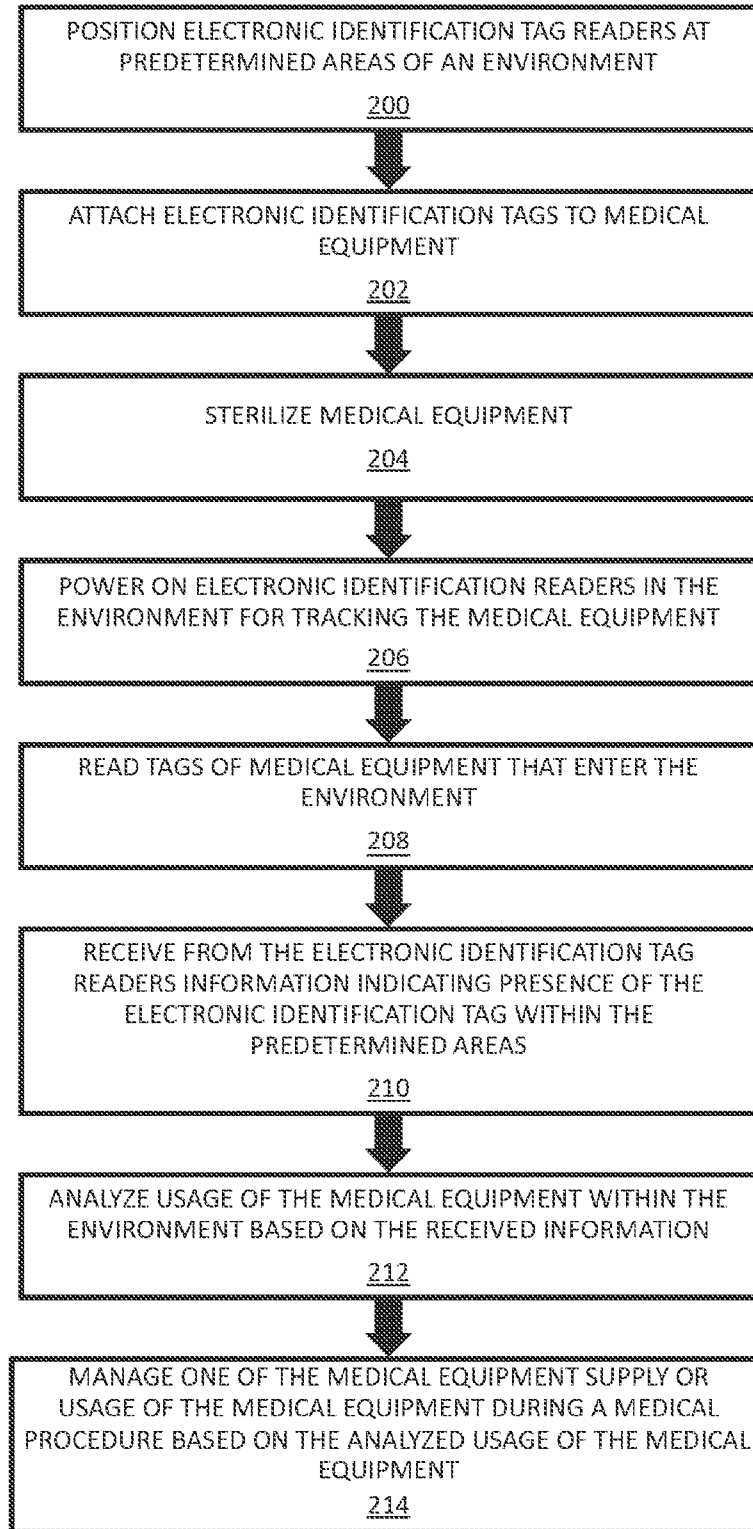 POSITION ELECTRONIC IDENTIFICATION TAG READERS AT
PREDETERMINED AREAS OF AN ENVIRONMENT
200
ATTACH ELECTRONIC IDENTIFICATION TAGS TO MEDICAL
EQUIPMENT
202
STERILIZE MEDICAL EQUIPMENT
204
POWER ON ELECTRONIC IDENTIFICATION READERS IN THE
ENVIRONMENT FOR TRACKING THE MEDICAL EQUIPMENT
206
READ TAGS OF MEDICAL EQUIPMENT THAT ENTER THE
ENVIRONMENT
208
RECEIVE FROM THE ELECTRONIC IDENTIFICATION TAG
READERS INFORMATION INDICATING PRESENCE OF THE
ELECTRONIC IDENTIFICATION TAG WITHIN THE
PREDETERMINED AREAS
210
ANALYZE USAGE OF THE MEDICAL EQUIPMENT WITHIN THE
ENVIRONMENT BASED ON THE RECEIVED INFORMATION
212
MANAGE ONE OF THE MEDICAL EQUIPMENT SUPPLY OR
USAGE OF THE MEDICAL EQUIPMENT DURING A MEDICAL
PROCEDURE BASED ON THE ANALYZED USAGE OF THE MEDICAL
EQUIPMENT
214